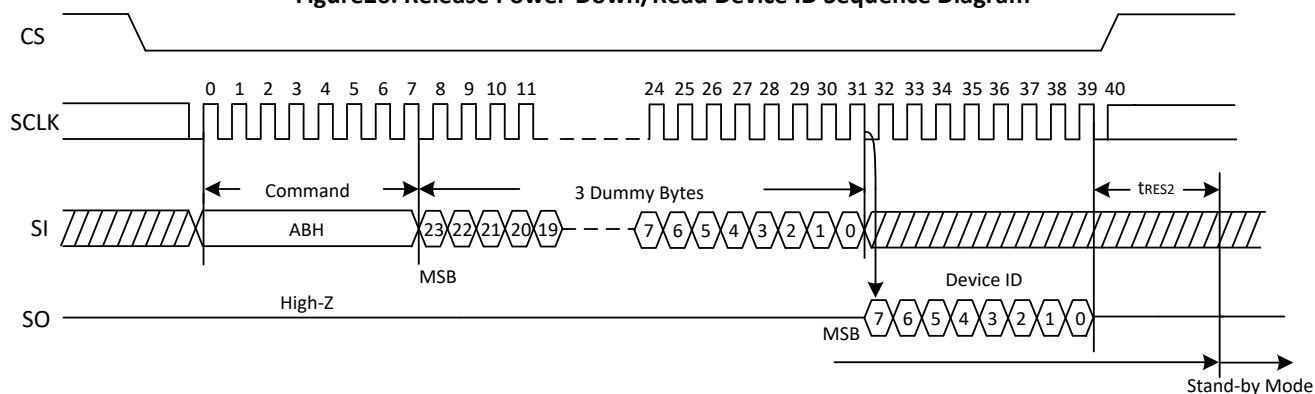 Figure26. Release Power-Down/Read Device ID Sequence Diagram
CS
0 1 2 3 4 5 6 7 8 9 10 11 24 25 26 27 28 29 30 31 32 33 34 35 36 37 38 39 40
SCLK
Command 3 Dummy Bytes tRES2
SI ABH 23 22 21 20 19 7 6 5 4 3 2 1 0
MSB Device ID
High-Z
SO 7 6 5 4 3 2 1 0
MSB
Stand-by Mode